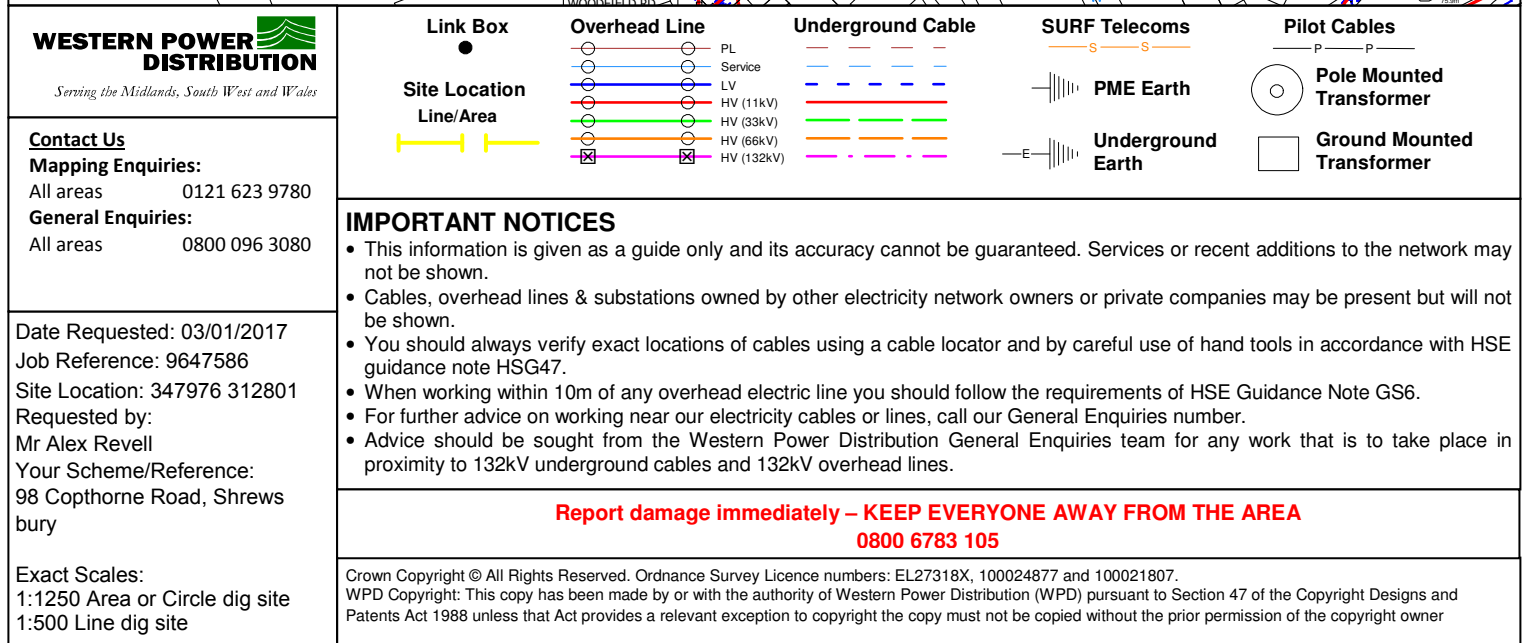 WOODFIELD RD
75.9m
WESTERN POWER
DISTRIBUTION
Serving the Midlands, South West and Wales
Contact Us
Mapping Enquiries:
All areas 0121 623 9780
General Enquiries:
All areas 0800 096 3080
Date Requested: 03/01/2017
Job Reference: 9647586
Site Location: 347976 312801
Requested by:
Mr Alex Revell
Your Scheme/Reference:
98 Copthorne Road, Shrews
bury
Exact Scales:
1:1250 Area or Circle dig site
1:500 Line dig site
Link Box
Site Location
Line/Area
Overhead Line
PL
Service
LV
HV (11kV)
HV (33kV)
HV (66kV)
HV (132kV)
Underground Cable
SURF Telecoms
S S
PME Earth
E
Underground
Earth
Pilot Cables
P P
Pole Mounted
Transformer
Ground Mounted
Transformer
IMPORTANT NOTICES
• This information is given as a guide only and its accuracy cannot be guaranteed. Services or recent additions to the network may
not be shown.
• Cables, overhead lines & substations owned by other electricity network owners or private companies may be present but will not
be shown.
• You should always verify exact locations of cables using a cable locator and by careful use of hand tools in accordance with HSE
guidance note HSG47.
• When working within 10m of any overhead electric line you should follow the requirements of HSE Guidance Note GS6.
• For further advice on working near our electricity cables or lines, call our General Enquiries number.
• Advice should be sought from the Western Power Distribution General Enquiries team for any work that is to take place in
proximity to 132kV underground cables and 132kV overhead lines.
Report damage immediately – KEEP EVERYONE AWAY FROM THE AREA
0800 6783 105
Crown Copyright © All Rights Reserved. Ordnance Survey Licence numbers: EL27318X, 100024877 and 100021807.
WPD Copyright: This copy has been made by or with the authority of Western Power Distribution (WPD) pursuant to Section 47 of the Copyright Designs and
Patents Act 1988 unless that Act provides a relevant exception to copyright the copy must not be copied without the prior permission of the copyright owner